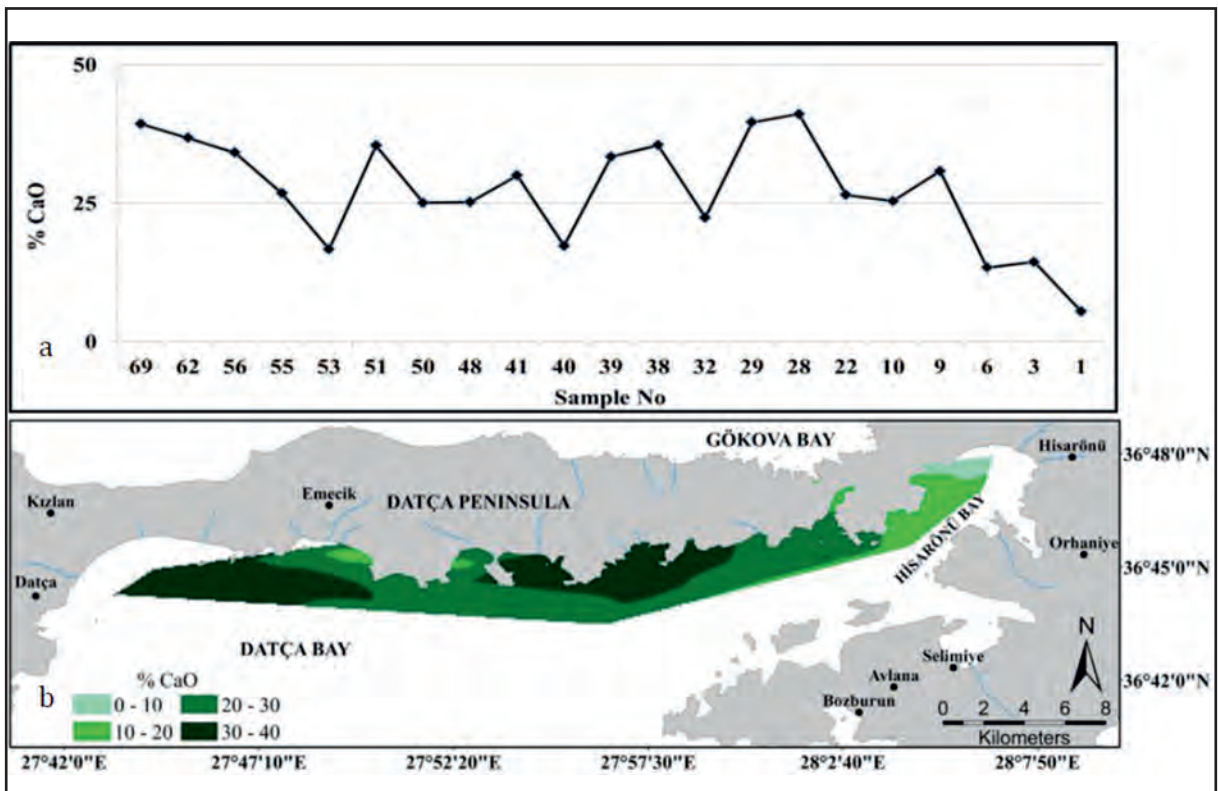 50
25
0
% CaO
a
69 62 56 55 53 51 50 48 41 40 39 38 32 29 28 22 10 9 6 3 1
Sample No
GÖKOVA BAY
Hisarönü
36°48'0"N
Kızlan
Emecik
DATÇA PENINSULA
HİSARÖNÜ BAY
Orhaniye
36°45'0"N
Datça
DATÇA BAY
N
Selimiye
Avlana
Bozburun
36°42'0"N
b
% CaO
0 - 10 20 - 30
10 - 20 30 - 40
0 2 4 6 8
Kilometers
27°42'0"E 27°47'10"E 27°52'20"E 27°57'30"E 28°2'40"E 28°7'50"E